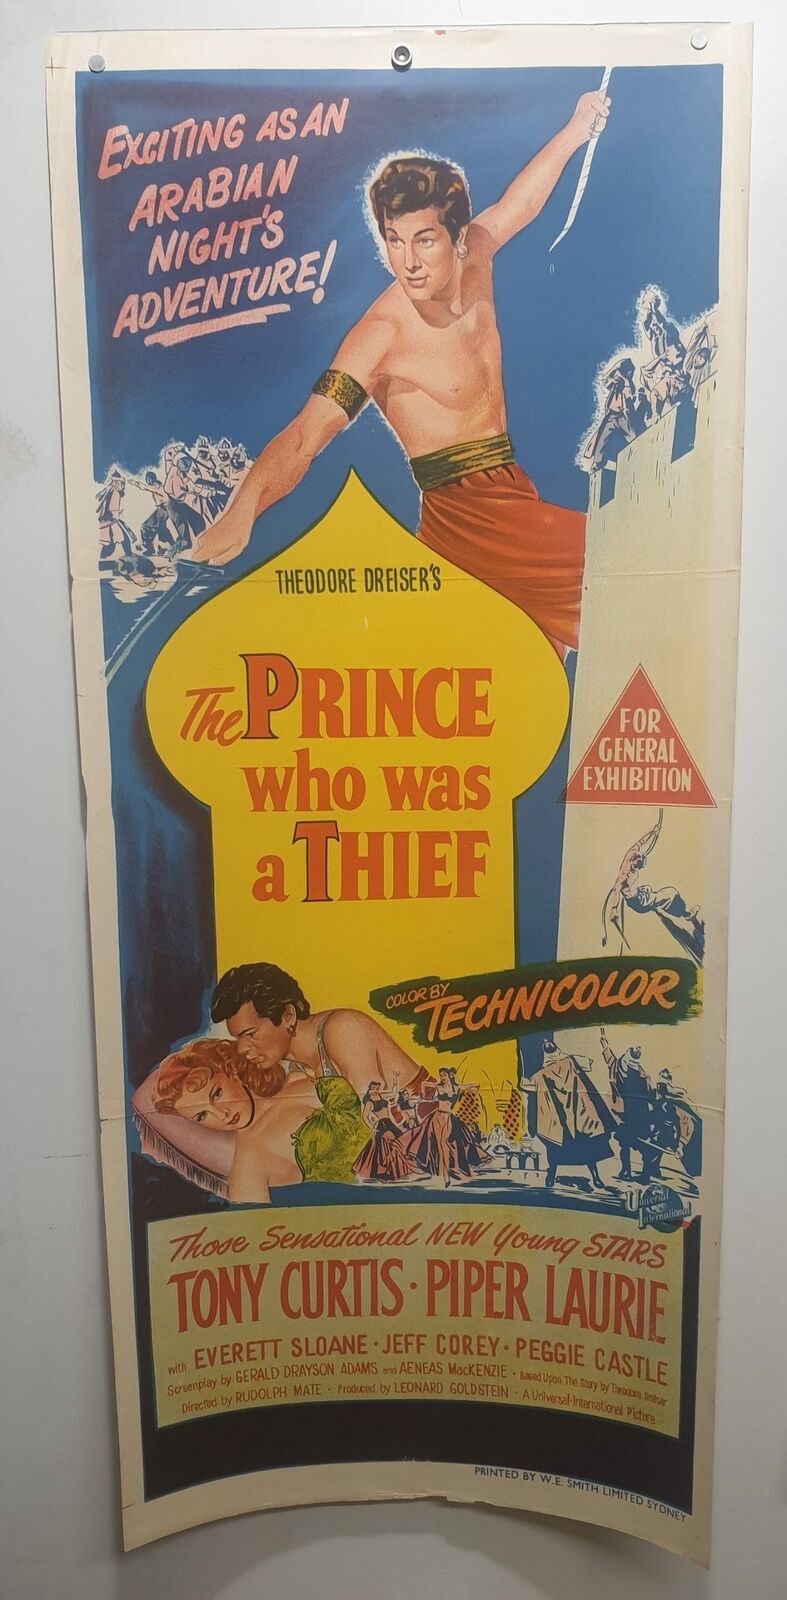 EXCITING AS AN
ARABIAN
NIGHT'S
ADVENTURE!
THEODORE DREISER'S
The PRINCE
who was
a THIEF
FOR
GENERAL
EXHIBITION
COLOR BY TECHNICOLOR
Universal
International
Those Sensational NEW Young STARS
TONY CURTIS · PIPER LAURIE
with EVERETT SLOANE · JEFF COREY · PEGGIE CASTLE
Screenplay by GERALD DRAYSON ADAMS and AENEAS MacKENZIE · Based Upon The Story by Theodore Dreiser
Directed by RUDOLPH MATE · Produced by LEONARD GOLDSTEIN · A Universal-International Picture
PRINTED BY W.E. SMITH LIMITED SYDNEY